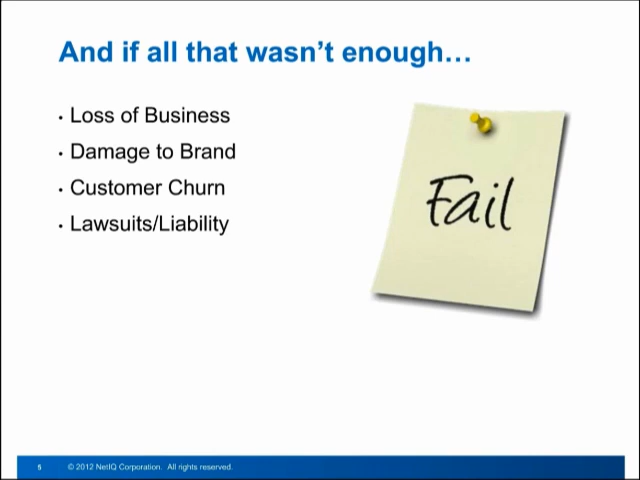 And if all that wasn’t enough…
• Loss of Business
• Damage to Brand
• Customer Churn
• Lawsuits/Liability
Fail
5 © 2012 NetIQ Corporation. All rights reserved.